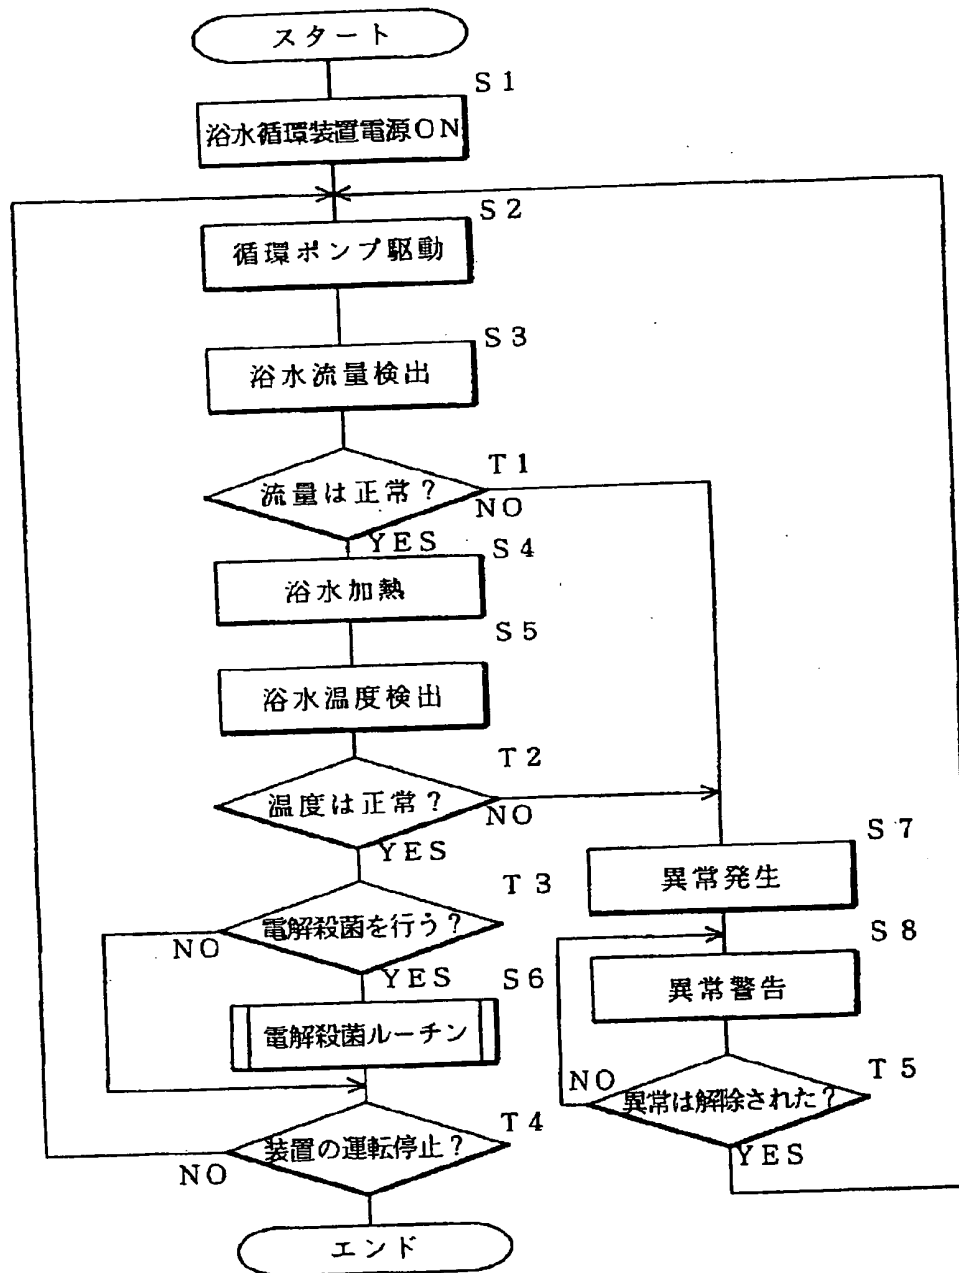 スタート
S1
浴水循環装置電源ON
S2
循環ポンプ駆動
S3
浴水流量検出
T1
流量は正常?
NO
YES
S4
浴水加熱
S5
浴水温度検出
T2
温度は正常?
NO
YES
T3
電解殺菌を行う?
NO
YES
S6
電解殺菌ルーチン
T4
装置の運転停止?
NO
エンド
S7
異常発生
S8
異常警告
T5
異常は解除された?
NO
YES